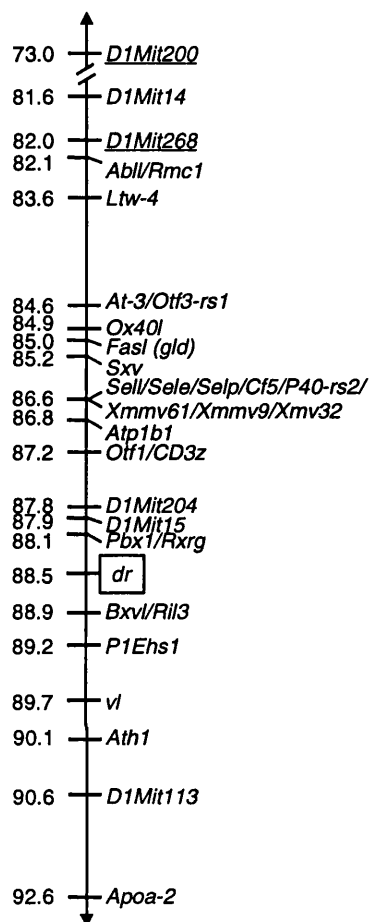 73.0 D1Mit200
81.6 D1Mit14
82.0 D1Mit268
82.1 Abll/Rmc1
83.6 Ltw-4
84.6 At-3/Otf3-rs1
84.9 Ox40l
85.0 Fasl (gld)
85.2 Sxv
Sell/Sele/Selp/Cf5/P40-rs2/
86.6 Xmmv61/Xmmv9/Xmv32
86.8 Atp1b1
87.2 Otf1/CD3z
87.8 D1Mit204
87.9 D1Mit15
88.1 Pbx1/Rxrg
88.5 dr
88.9 Bxvl/Ril3
89.2 P1Ehs1
89.7 vl
90.1 Ath1
90.6 D1Mit113
92.6 Apoa-2